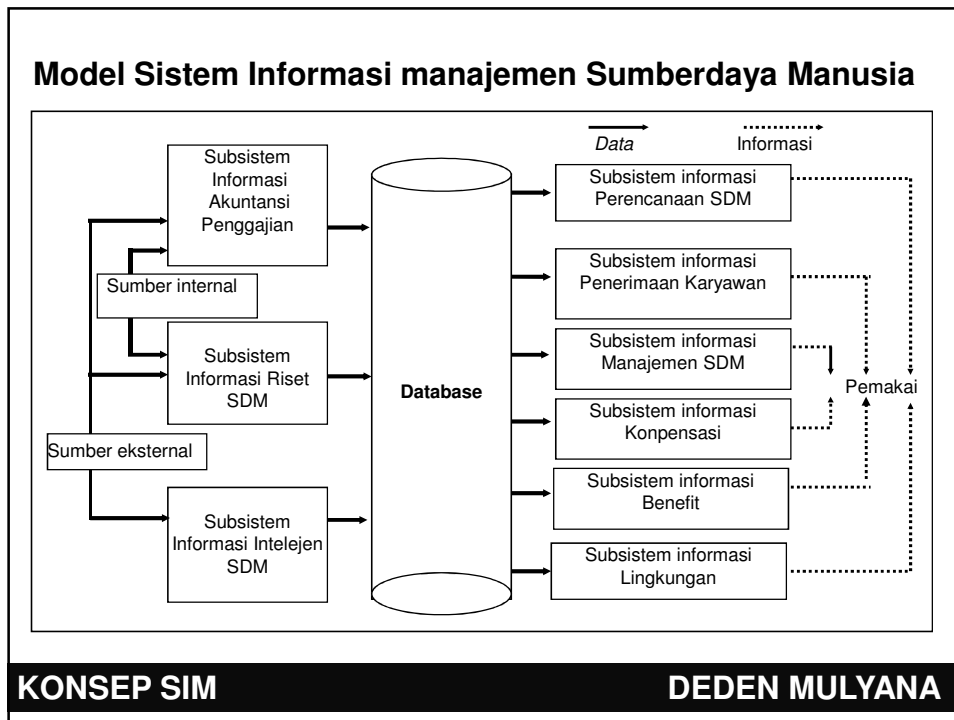 Model Sistem Informasi manajemen Sumberdaya Manusia
Data
Informasi
Subsistem
Informasi
Akuntansi
Penggajian
Sumber internal
Subsistem
Informasi Riset
SDM
Sumber eksternal
Subsistem
Informasi Intelejen
SDM
Database
Subsistem informasi
Perencanaan SDM
Subsistem informasi
Penerimaan Karyawan
Subsistem informasi
Manajemen SDM
Subsistem informasi
Konpensasi
Subsistem informasi
Benefit
Subsistem informasi
Lingkungan
Pemakai
KONSEP SIM
DEDEN MULYANA